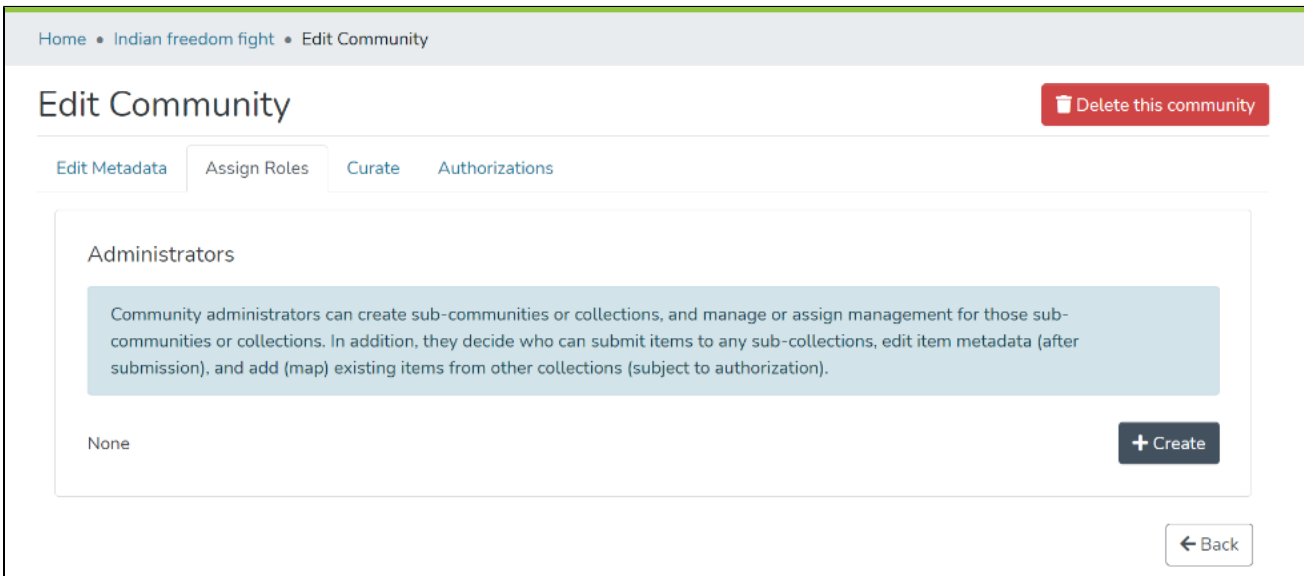 Home • Indian freedom fight • Edit Community
Edit Community
Delete this community
Edit Metadata Assign Roles Curate Authorizations
Administrators
Community administrators can create sub-communities or collections, and manage or assign management for those sub-
communities or collections. In addition, they decide who can submit items to any sub-collections, edit item metadata (after
submission), and add (map) existing items from other collections (subject to authorization).
None
+ Create
← Back